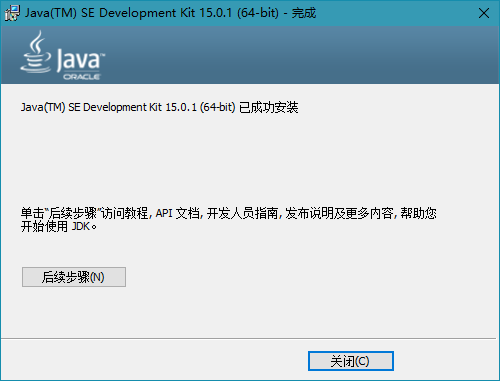 Java(TM) SE Development Kit 15.0.1 (64-bit) - 完成
Java
ORACLE
Java(TM) SE Development Kit 15.0.1 (64-bit) 已成功安装
单击“后续步骤”访问教程, API 文档, 开发人员指南, 发布说明及更多内容, 帮助您
开始使用 JDK。
后续步骤(N)
关闭(C)